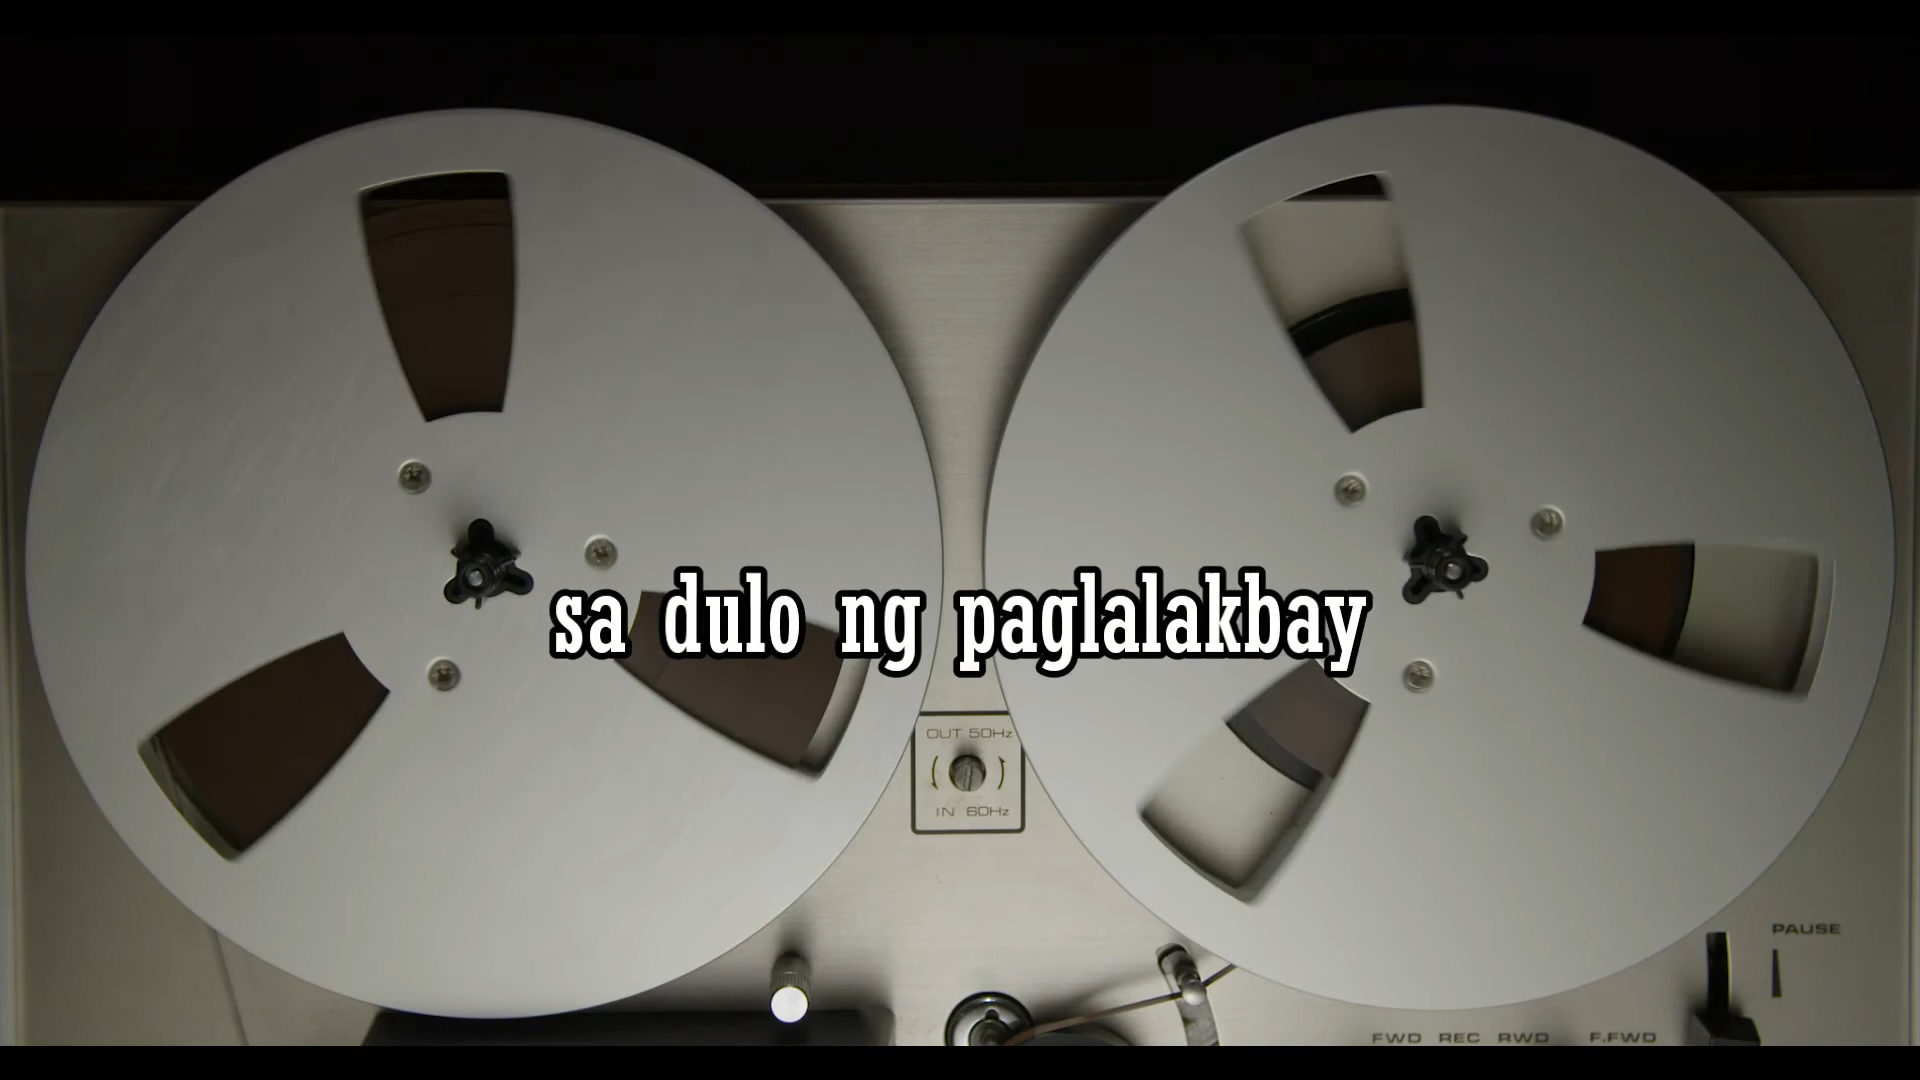 sa dulo ng paglalakbay
OUT 50Hz
IN 60Hz
PAUSE
FWD REC RWD F.FWD